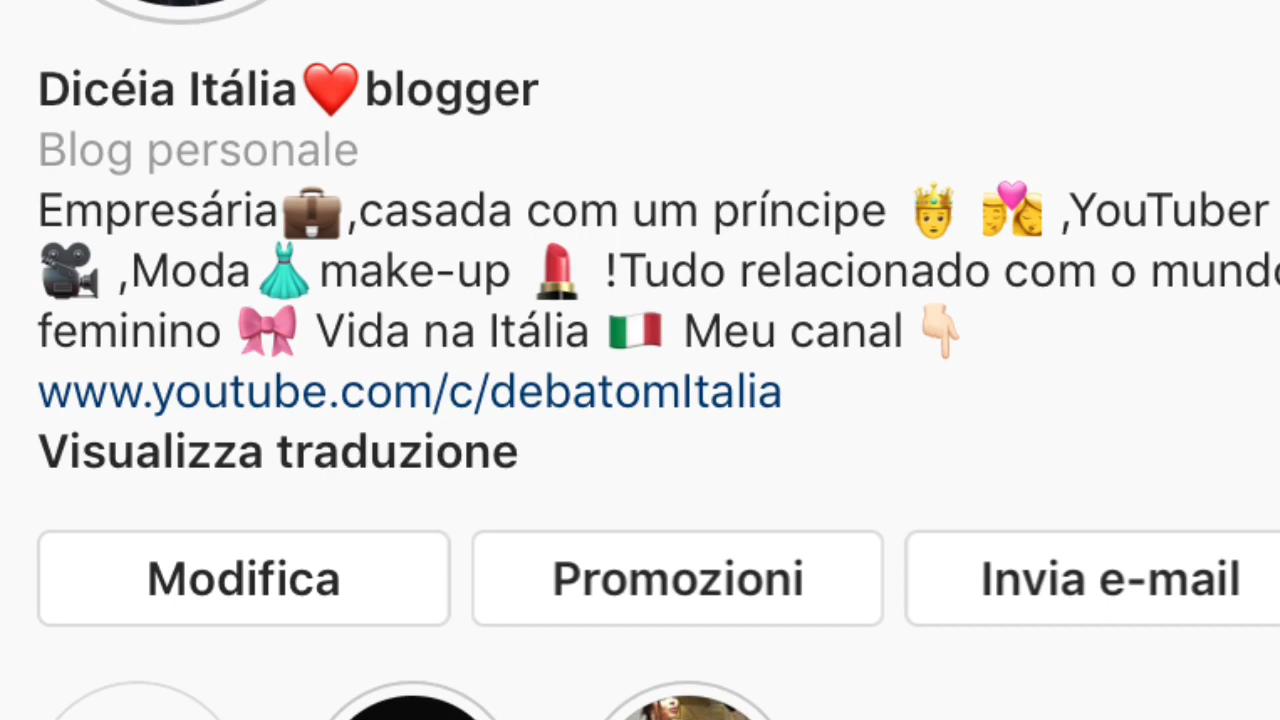 Dicéia Itália❤️blogger
Blog personale
Empresária💼,casada com um príncipe 🤴 💏 ,YouTuber
🎥 ,Moda👗make-up 💄 !Tudo relacionado com o mundo
feminino 🎀 Vida na Itália 🇮🇹 Meu canal 👇🏻
www.youtube.com/c/debatomItalia
Visualizza traduzione
Modifica
Promozioni
Invia e-mail